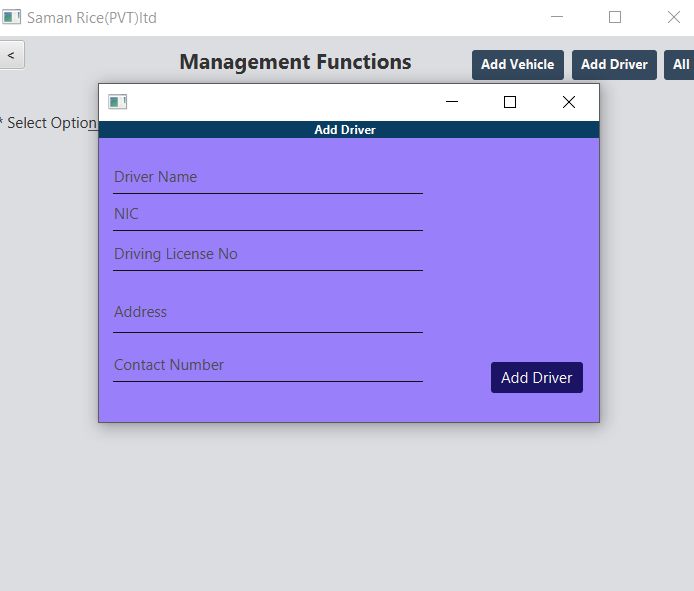 Saman Rice(PVT)ltd
<
Management Functions
Add Vehicle
Add Driver
All
* Select Option
Add Driver
Driver Name
NIC
Driving License No
Address
Contact Number
Add Driver